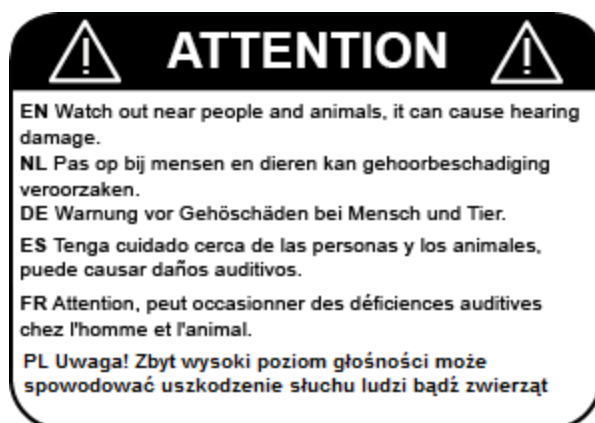 ATTENTION
EN Watch out near people and animals, it can cause hearing
damage.
NL Pas op bij mensen en dieren kan gehoorbeschadiging
veroorzaken.
DE Warnung vor Gehöschäden bei Mensch und Tier.
ES Tenga cuidado cerca de las personas y los animales,
puede causar daños auditivos.
FR Attention, peut occasionner des déficiences auditives
chez l'homme et l'animal.
PL Uwaga! Zbyt wysoki poziom głośności może
spowodować uszkodzenie słuchu ludzi bądź zwierząt